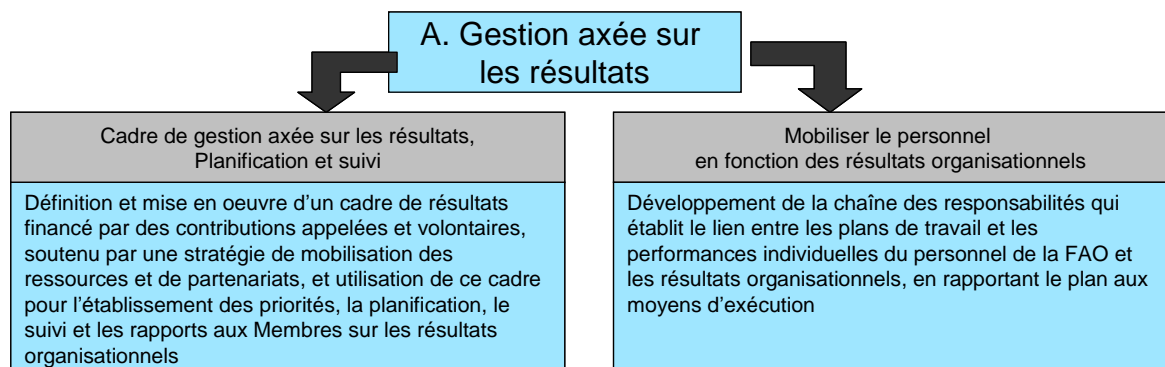 A. Gestion axée sur
les résultats
Cadre de gestion axée sur les résultats,
Planification et suivi
Définition et mise en oeuvre d'un cadre de résultats
financé par des contributions appelées et volontaires,
soutenu par une stratégie de mobilisation des
ressources et de partenariats, et utilisation de ce cadre
pour l'établissement des priorités, la planification, le
suivi et les rapports aux Membres sur les résultats
organisationnels
Mobiliser le personnel
en fonction des résultats organisationnels
Développement de la chaîne des responsabilités qui
établit le lien entre les plans de travail et les
performances individuelles du personnel de la FAO et
les résultats organisationnels, en rapportant le plan aux
moyens d'exécution